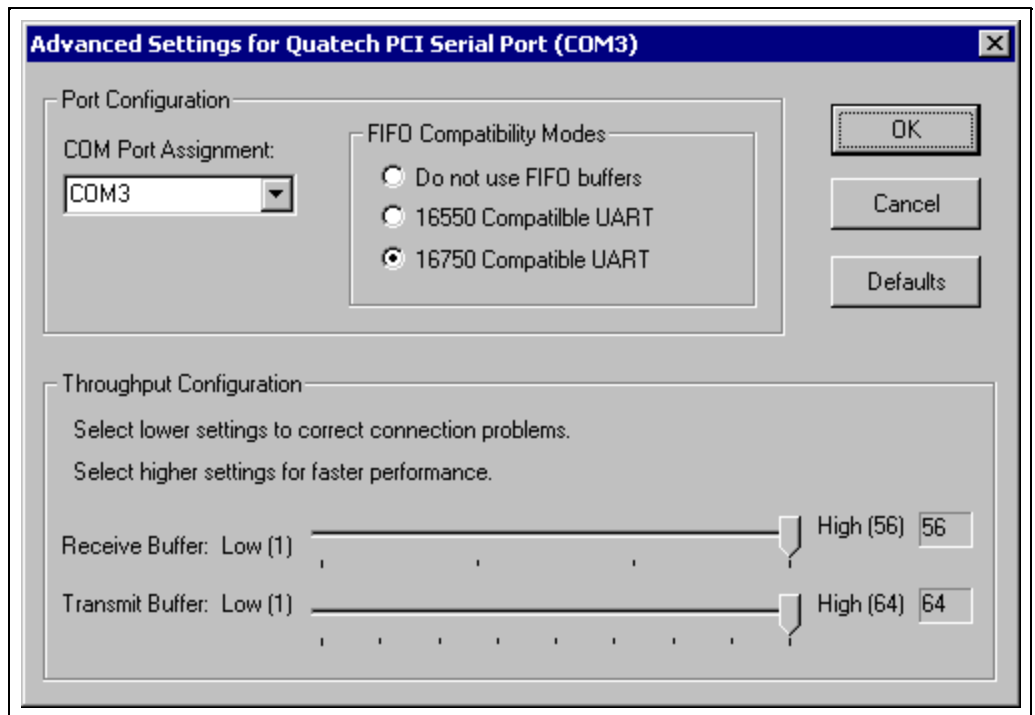 Advanced Settings for Quatech PCI Serial Port (COM3)
Port Configuration
COM Port Assignment:
COM3
FIFO Compatibility Modes
Do not use FIFO buffers
16550 Compatilble UART
16750 Compatible UART
OK
Cancel
Defaults
Throughput Configuration
Select lower settings to correct connection problems.
Select higher settings for faster performance.
Receive Buffer: Low (1) High (56) 56
Transmit Buffer: Low (1) High (64) 64